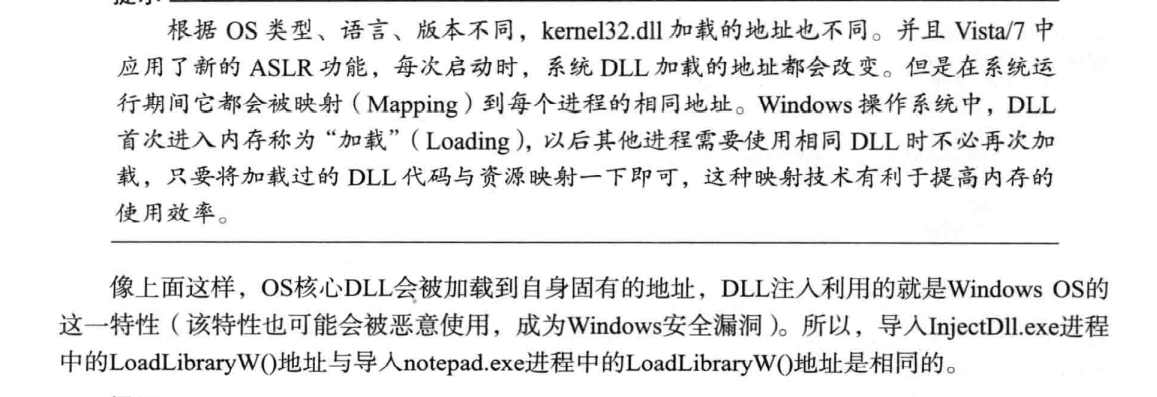 根据 OS 类型、语言、版本不同，kernel32.dll 加载的地址也不同。并且 Vista/7 中
应用了新的 ASLR 功能，每次启动时，系统 DLL 加载的地址都会改变。但是在系统运
行期间它都会被映射（Mapping）到每个进程的相同地址。Windows 操作系统中，DLL
首次进入内存称为“加载”（Loading），以后其他进程需要使用相同 DLL 时不必再次加
载，只要将加载过的 DLL 代码与资源映射一下即可，这种映射技术有利于提高内存的
使用效率。
像上面这样，OS核心DLL会被加载到自身固有的地址，DLL注入利用的就是Windows OS的
这一特性（该特性也可能会被恶意使用，成为Windows安全漏洞）。所以，导入InjectDll.exe进程
中的LoadLibraryW()地址与导入notepad.exe进程中的LoadLibraryW()地址是相同的。